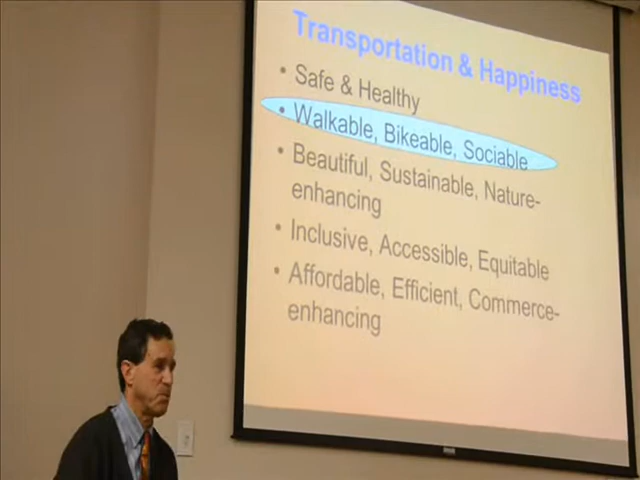 Transportation & Happiness
• Safe & Healthy
• Walkable, Bikeable, Sociable
• Beautiful, Sustainable, Nature-
enhancing
• Inclusive, Accessible, Equitable
• Affordable, Efficient, Commerce-
enhancing